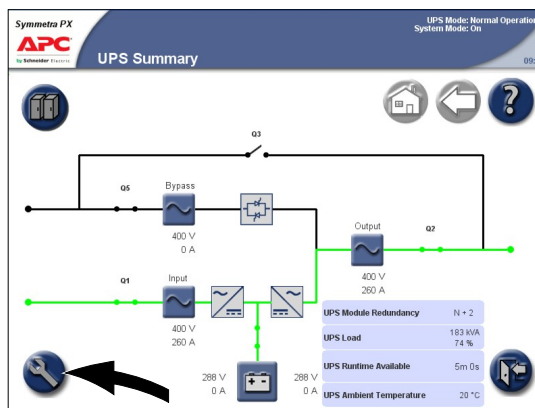 Symmetra PX
APC
by Schneider Electric
UPS Summary
UPS Mode: Normal Operation
System Mode: On
09:
?
Q3
Q5
Bypass
400 V
0 A
Output
Q2
400 V
260 A
Q1
Input
400 V
260 A
288 V
0 A
288 V
0 A
UPS Module Redundancy N + 2
UPS Load 183 kVA
74 %
UPS Runtime Available 5m 0s
UPS Ambient Temperature 20 °C